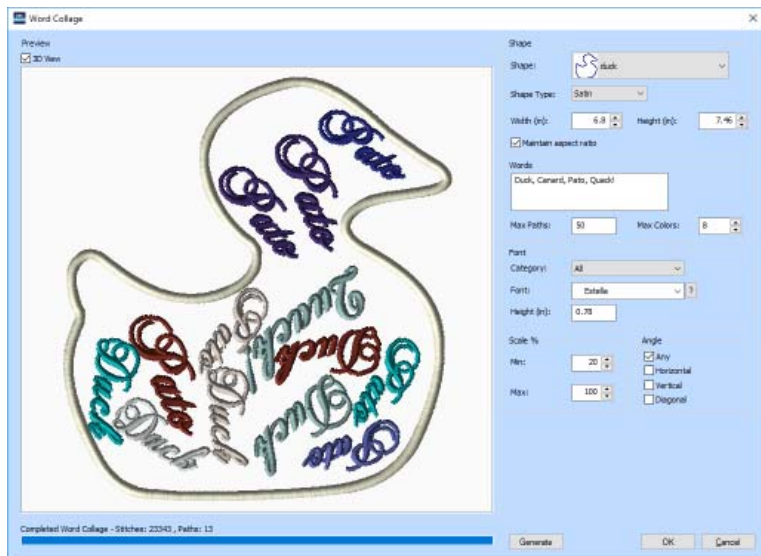 Word Collage
Preview
3D View
Pato
Pato
Pato
Quack!
Pato
Duck
Pato
Duck
Pato
Duck
Duck
Duck
Pato
Completed Word Collage - Stitches: 23343 , Paths: 13
Shape
Shape: duck
Shape Type: Satin
Width (in): 6.8 Height (in): 7.46
Maintain aspect ratio
Words
Duck, Canard, Pato, Quack!
Max Paths: 50 Max Colors: 8
Font
Category: All
Font: Estelle ?
Height (in): 0.78
Scale % Angle
Min: 20 Any
Horizontal
Vertical
Max: 100 Diagonal
Generate OK Cancel